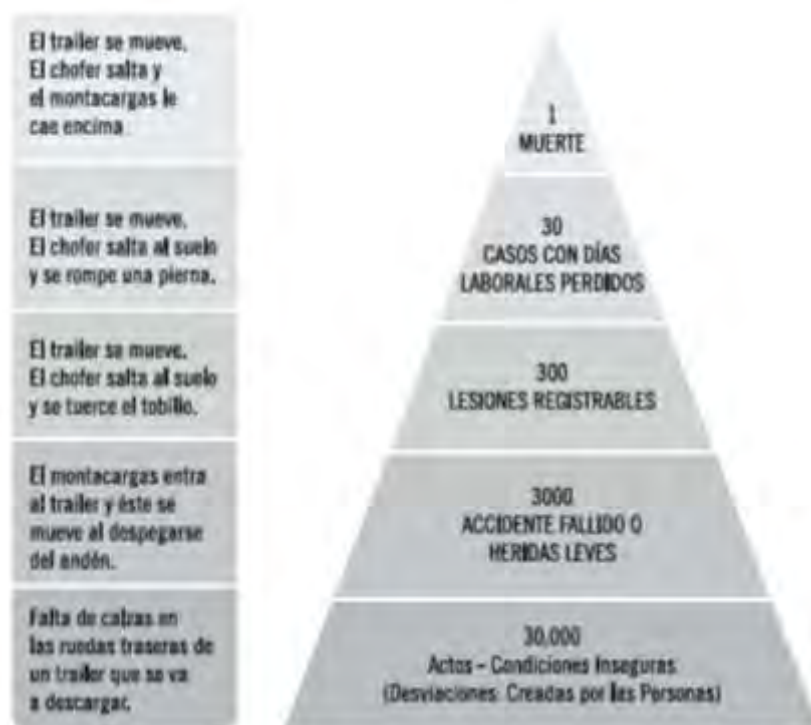 El trailer se mueve.
El chofer salta y
el montacargas le
cae encima
1
MUERTE
El trailer se mueve.
El chofer salta al suelo
y se rompe una pierna.
30
CASOS CON DÍAS
LABORALES PERDIDOS
El trailer se mueve.
El chofer salta al suelo
y se tuerce el tobillo.
300
LESIONES REGISTRABLES
El montacargas entra
al trailer y éste se
mueve al despegarse
del andén.
3000
ACCIDENTE FALLIDO O
HERIDAS LEVES
Falta de calzas en
las ruedas traseras de
un trailer que se va
a descargar.
30,000
Actos – Condiciones Inseguras
(Desviaciones Creadas por las Personas)